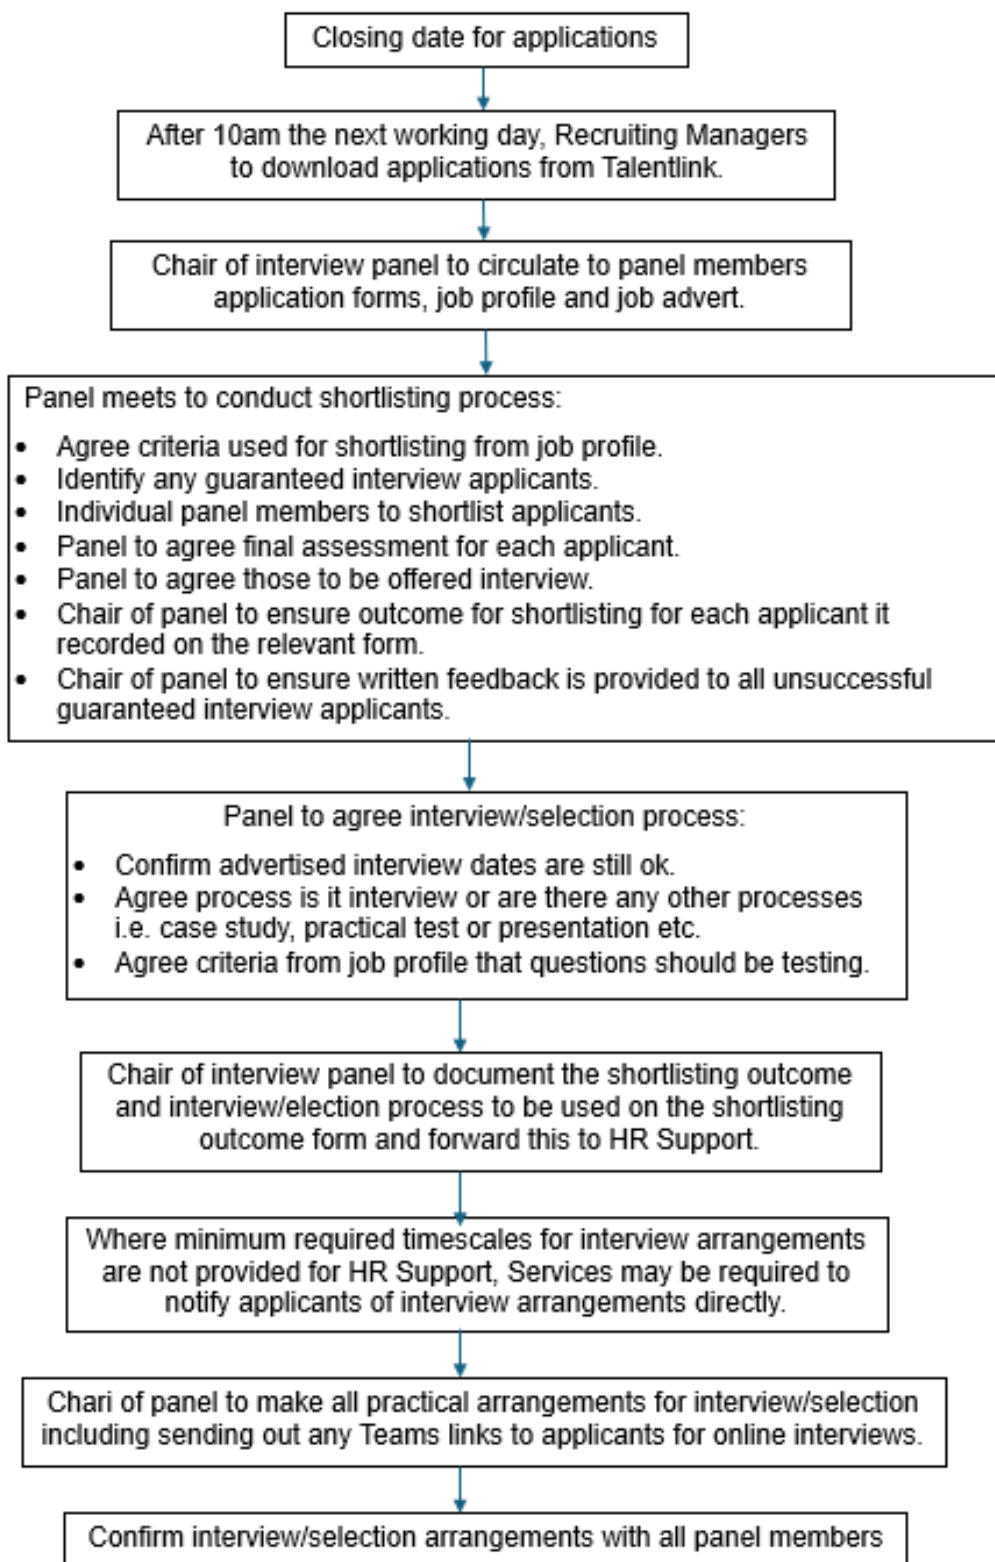 Closing date for applications
After 10am the next working day, Recruiting Managers
to download applications from Talentlink.
Chair of interview panel to circulate to panel members
application forms, job profile and job advert.
Panel meets to conduct shortlisting process:
• Agree criteria used for shortlisting from job profile.
• Identify any guaranteed interview applicants.
• Individual panel members to shortlist applicants.
• Panel to agree final assessment for each applicant.
• Panel to agree those to be offered interview.
• Chair of panel to ensure outcome for shortlisting for each applicant it
recorded on the relevant form.
• Chair of panel to ensure written feedback is provided to all unsuccessful
guaranteed interview applicants.
Panel to agree interview/selection process:
• Confirm advertised interview dates are still ok.
• Agree process is it interview or are there any other processes
i.e. case study, practical test or presentation etc.
• Agree criteria from job profile that questions should be testing.
Chair of interview panel to document the shortlisting outcome
and interview/election process to be used on the shortlisting
outcome form and forward this to HR Support.
Where minimum required timescales for interview arrangements
are not provided for HR Support, Services may be required to
notify applicants of interview arrangements directly.
Chari of panel to make all practical arrangements for interview/selection
including sending out any Teams links to applicants for online interviews.
Confirm interview/selection arrangements with all panel members